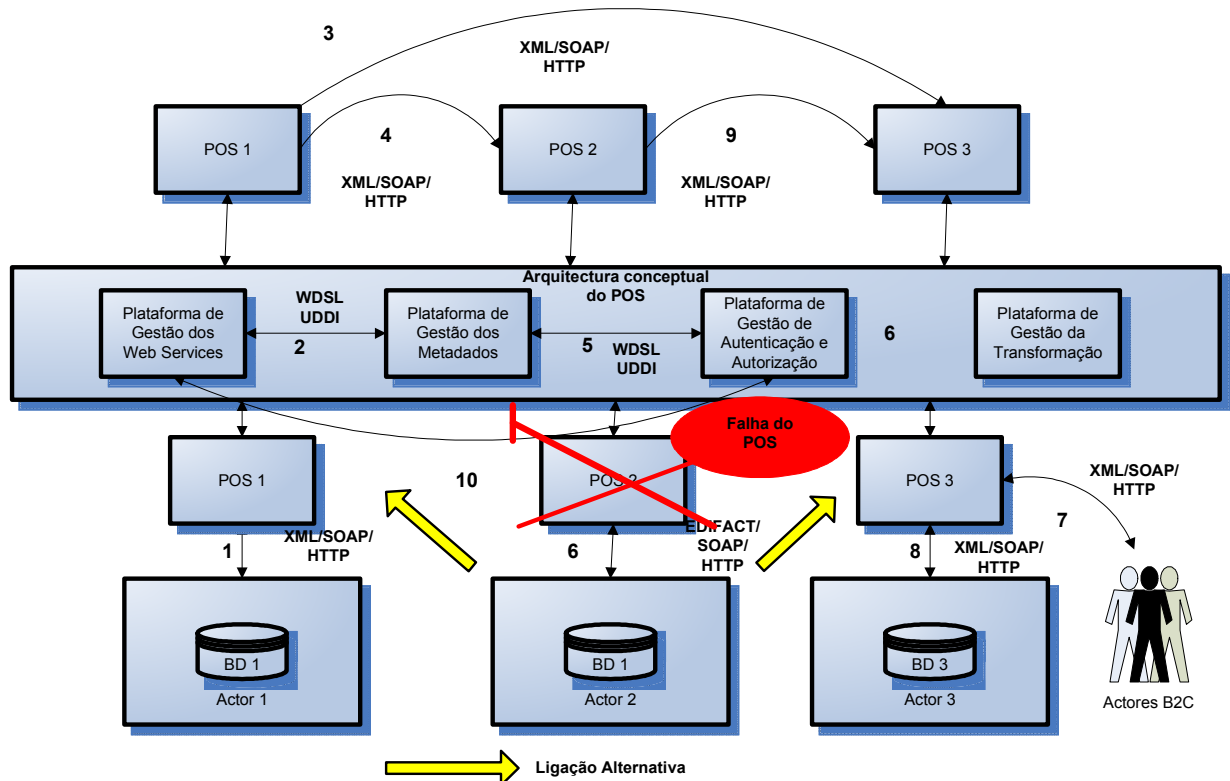 3
XML/SOAP/
HTTP
POS 1
4
POS 2
9
POS 3
XML/SOAP/
HTTP
XML/SOAP/
HTTP
Arquitectura conceptual
do POS
Plataforma de
Gestão dos
Web Services
WDSL
UDDI
2
Plataforma de
Gestão dos
Metadados
5
WDSL
UDDI
Plataforma de
Gestão de
Autenticação e
Autorização
6
Plataforma de
Gestão da
Transformação
Falha do
POS
POS 1
10
POS 2
POS 3
XML/SOAP/
HTTP
7
1
XML/SOAP/
HTTP
6
EDIFACT/
SOAP/
HTTP
8
XML/SOAP/
HTTP
BD 1
Actor 1
BD 1
Actor 2
BD 3
Actor 3
Actores B2C
Ligação Alternativa